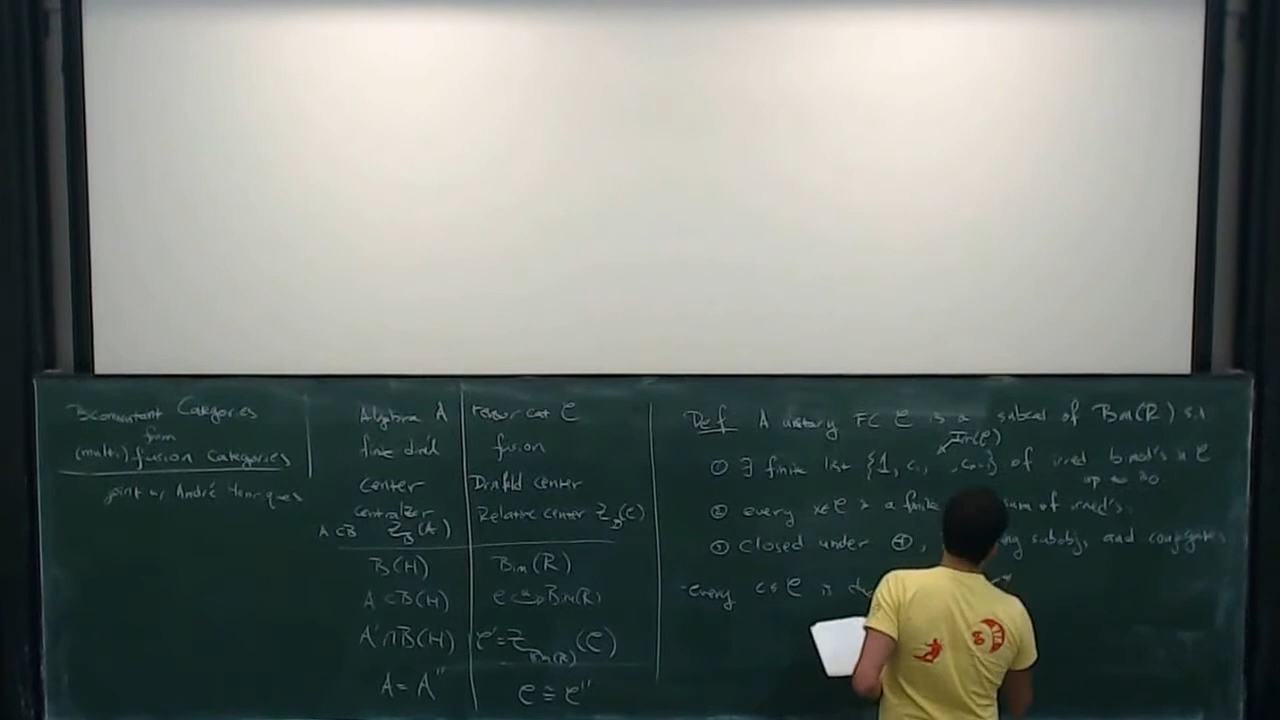 Bicommutant Categories
from
(multi) fusion categories
joint w/ André Henriques
Algebra A | tensor cat C
finite dim'l | fusion
center | Drinfeld center
centralizer | Relative center Z_D(C)
A ⊂ B Z_B(A)
B(H) | Bim(R)
A ⊂ B(H) | C ↪ Bim(R)
A' ∩ B(H) | C' = Z_Bim(R)(C)
A = A'' | C ≅ C''
Def A unitary FC C is a subcat of Bim(R) s.t
Irr(C)
① ∃ finite list {1, c₁, , cₙ₋₁} of irred bimod's in C
up to ≅.
② every x∈C is a finite sum of irred's.
③ Closed under ⊕, subobj, and conjugates
- every c∈C is